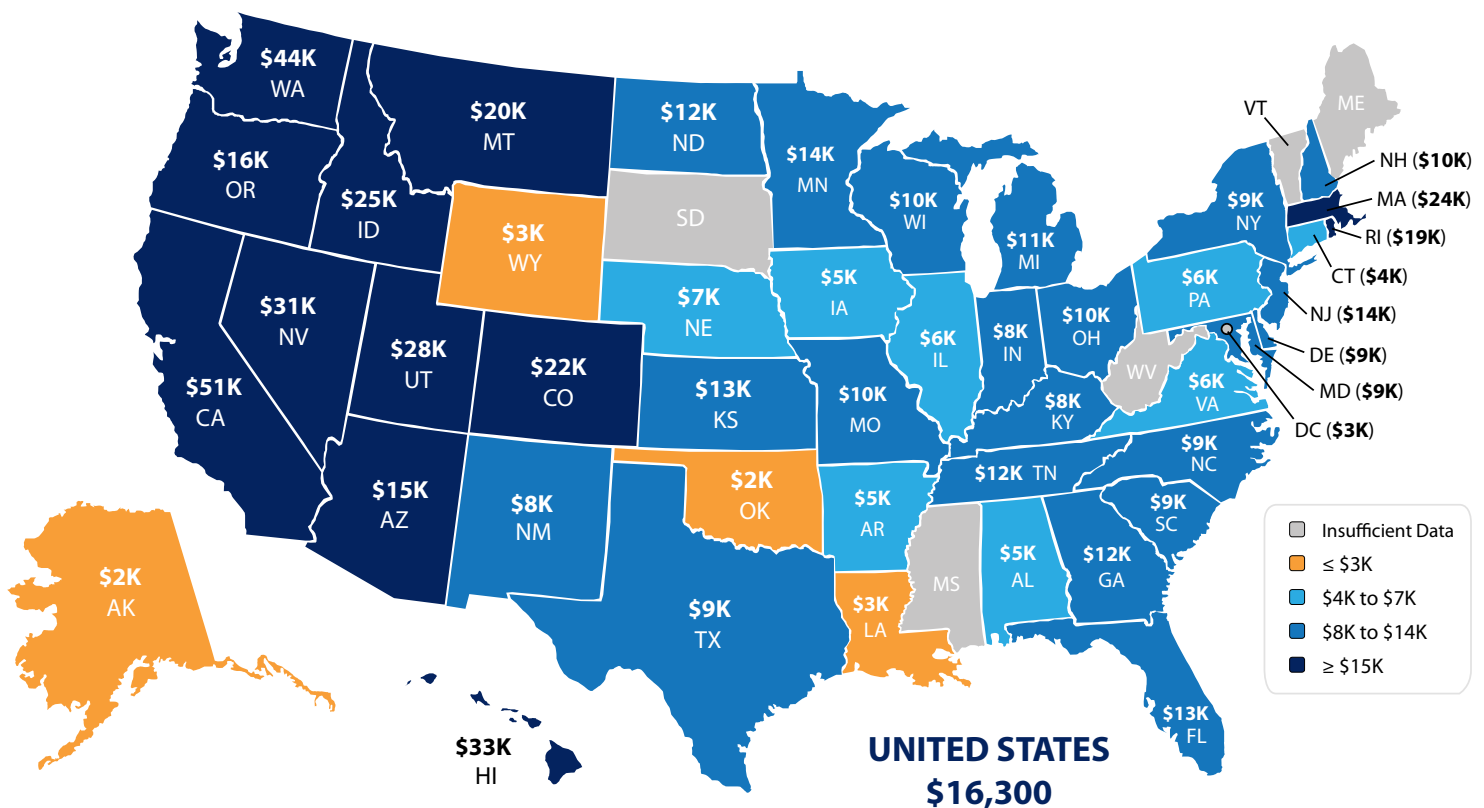 $44K
WA
$20K
MT
$12K
ND
$14K
MN
$16K
OR
$25K
ID
$3K
WY
SD
$10K
WI
$11K
MI
$9K
NY
VT
ME
NH ($10K)
MA ($24K)
RI ($19K)
CT ($4K)
NJ ($14K)
DE ($9K)
MD ($9K)
DC ($3K)
$31K
NV
$28K
UT
$22K
CO
$7K
NE
$5K
IA
$6K
IL
$8K
IN
$10K
OH
$6K
PA
WV
$6K
VA
$51K
CA
$13K
KS
$10K
MO
$8K
KY
$9K
NC
$12K TN
$15K
AZ
$8K
NM
$2K
OK
$5K
AR
$9K
SC
MS
$5K
AL
$12K
GA
$2K
AK
$9K
TX
$3K
LA
$13K
FL
$33K
HI
Insufficient Data
≤ $3K
$4K to $7K
$8K to $14K
≥ $15K
UNITED STATES
$16,300